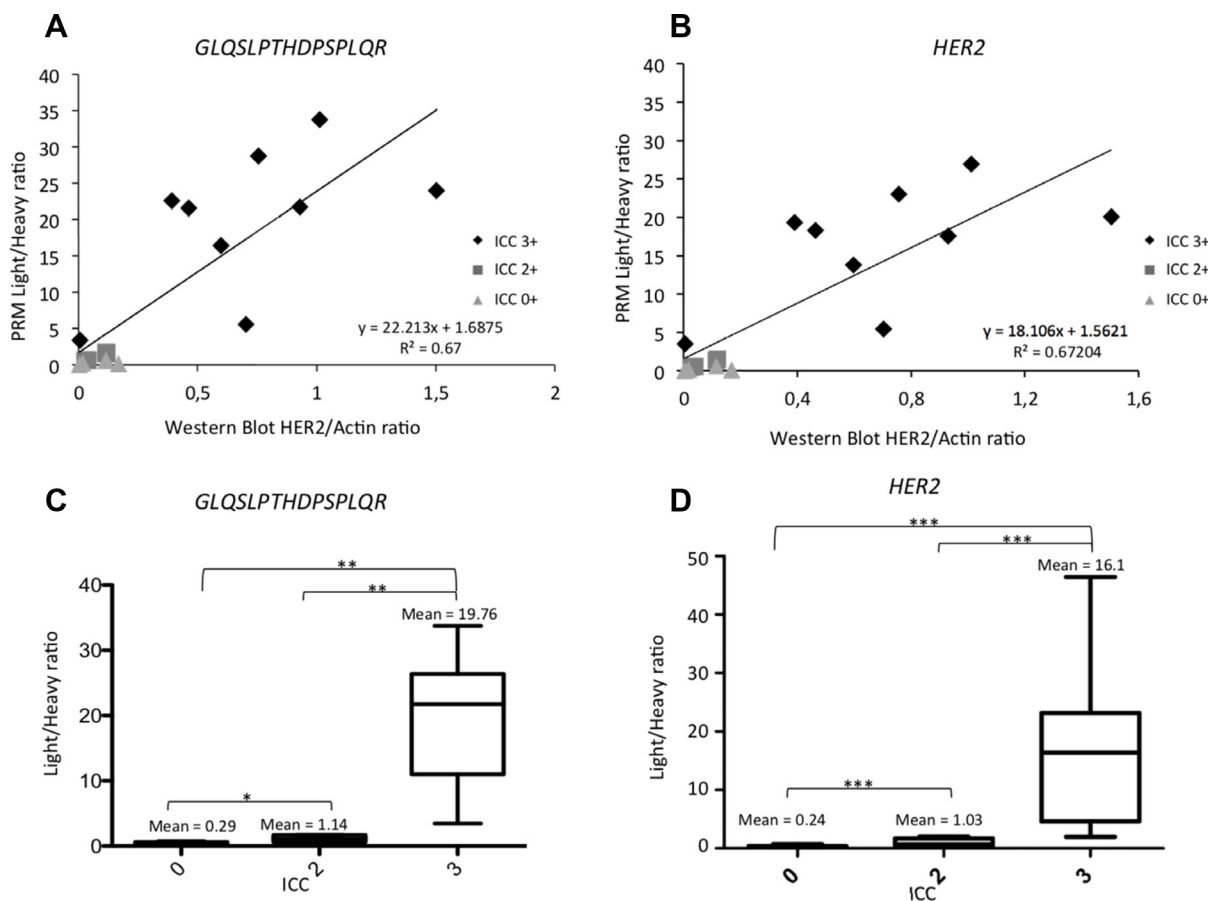 A
GLQSLPTHDPSPLQR
40
35
30
25
20
15
10
5
0
PRM Light/Heavy ratio
ICC 3+
ICC 2+
ICC 0+
y = 22.213x + 1.6875
R² = 0.67
0 0,5 1 1,5 2
Western Blot HER2/Actin ratio
B
HER2
40
35
30
25
20
15
10
5
0
PRM Light/Heavy ratio
ICC 3+
ICC 2+
ICC 0+
y = 18.106x + 1.5621
R² = 0.67204
0 0,4 0,8 1,2 1,6
Western Blot HER2/Actin ratio
C
GLQSLPTHDPSPLQR
**
**
40
30
20
10
0
Light/Heavy ratio
Mean = 19.76
*
Mean = 0.29 Mean = 1.14
0 2 3
ICC
D
HER2
***
***
50
40
30
20
10
0
Light/Heavy ratio
Mean = 16.1
***
Mean = 0.24 Mean = 1.03
0 2 3
ICC